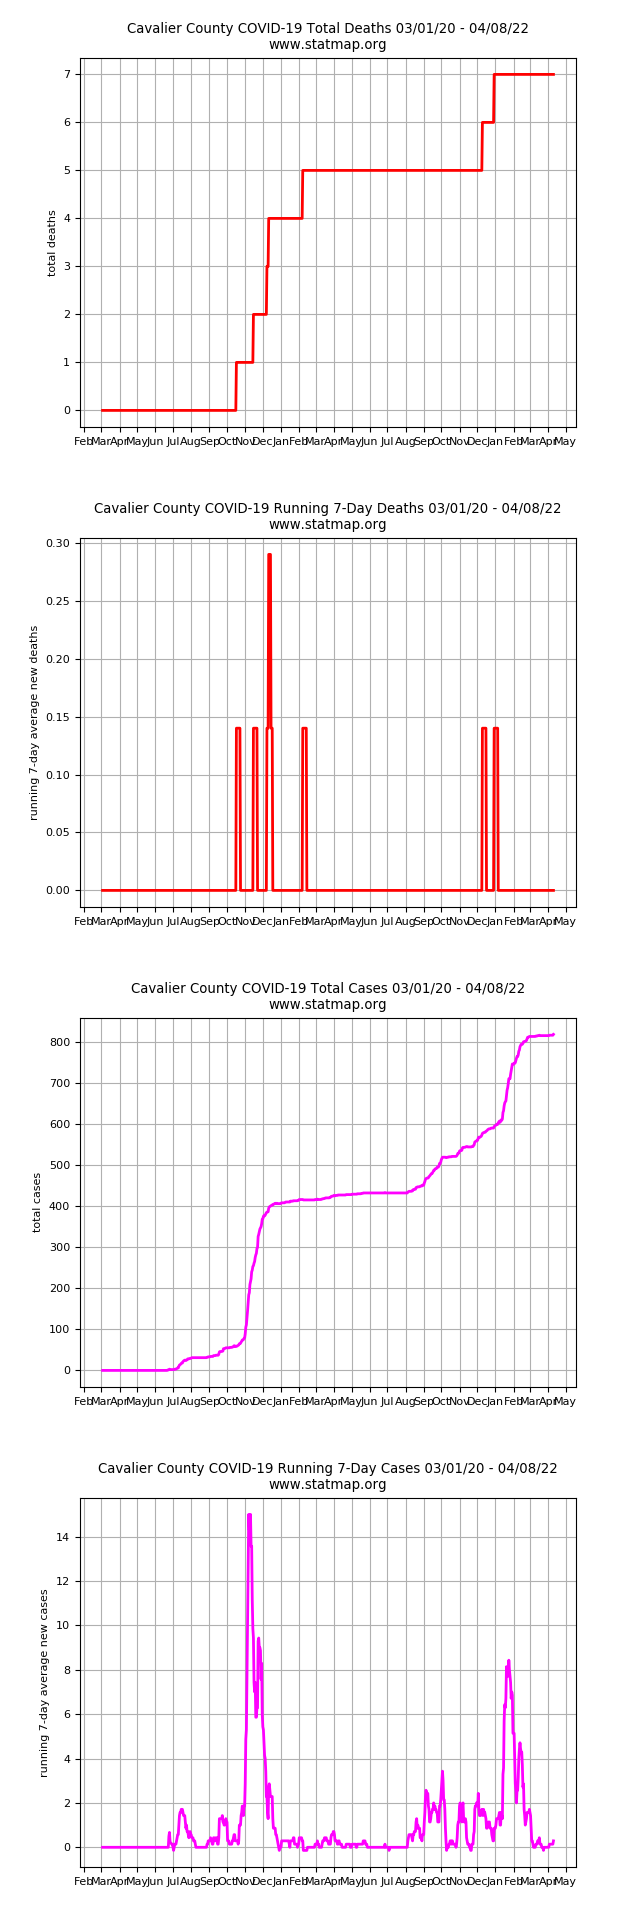 Cavalier County COVID-19 Total Deaths 03/01/20 - 04/08/22
www.statmap.org
7
6
5
4
3
2
1
0
total deaths
Feb Mar Apr May Jun Jul Aug Sep Oct Nov Dec Jan Feb Mar Apr May Jun Jul Aug Sep Oct Nov Dec Jan Feb Mar Apr May
Cavalier County COVID-19 Running 7-Day Deaths 03/01/20 - 04/08/22
www.statmap.org
0.30
0.25
0.20
0.15
0.10
0.05
0.00
running 7-day average new deaths
Feb Mar Apr May Jun Jul Aug Sep Oct Nov Dec Jan Feb Mar Apr May Jun Jul Aug Sep Oct Nov Dec Jan Feb Mar Apr May
Cavalier County COVID-19 Total Cases 03/01/20 - 04/08/22
www.statmap.org
800
700
600
500
400
300
200
100
0
total cases
Feb Mar Apr May Jun Jul Aug Sep Oct Nov Dec Jan Feb Mar Apr May Jun Jul Aug Sep Oct Nov Dec Jan Feb Mar Apr May
Cavalier County COVID-19 Running 7-Day Cases 03/01/20 - 04/08/22
www.statmap.org
14
12
10
8
6
4
2
0
running 7-day average new cases
Feb Mar Apr May Jun Jul Aug Sep Oct Nov Dec Jan Feb Mar Apr May Jun Jul Aug Sep Oct Nov Dec Jan Feb Mar Apr May